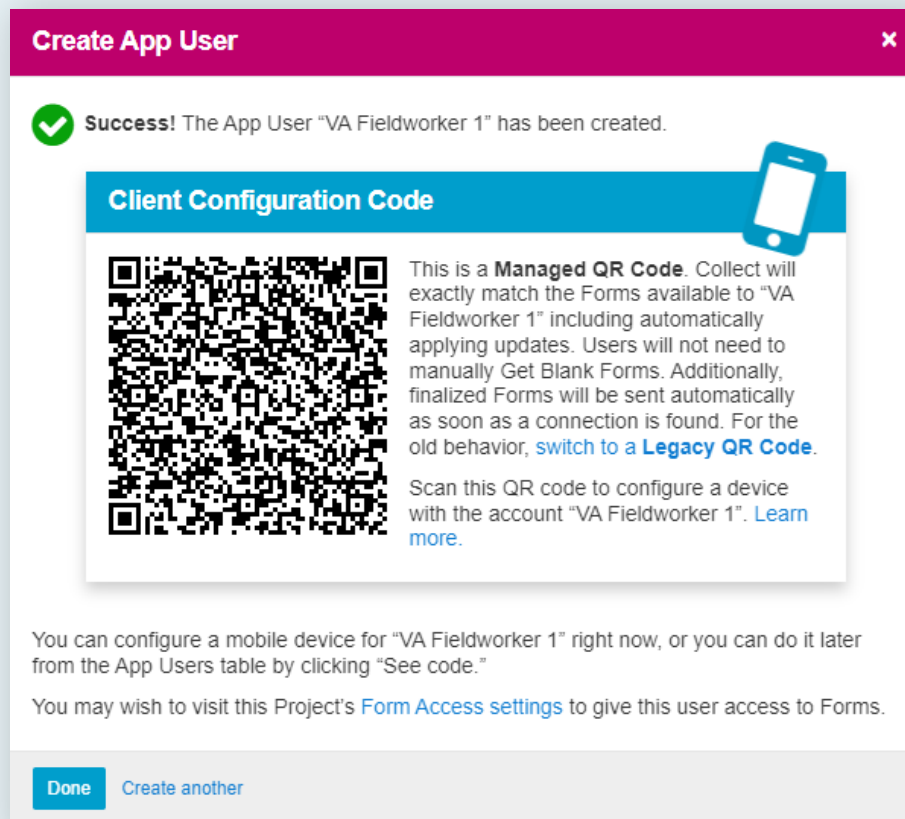 Create App User ×
Success! The App User “VA Fieldworker 1” has been created.
Client Configuration Code
This is a Managed QR Code. Collect will
exactly match the Forms available to “VA
Fieldworker 1” including automatically
applying updates. Users will not need to
manually Get Blank Forms. Additionally,
finalized Forms will be sent automatically
as soon as a connection is found. For the
old behavior, switch to a Legacy QR Code.
Scan this QR code to configure a device
with the account “VA Fieldworker 1”. Learn
more.
You can configure a mobile device for “VA Fieldworker 1” right now, or you can do it later
from the App Users table by clicking “See code.”
You may wish to visit this Project's Form Access settings to give this user access to Forms.
Done Create another